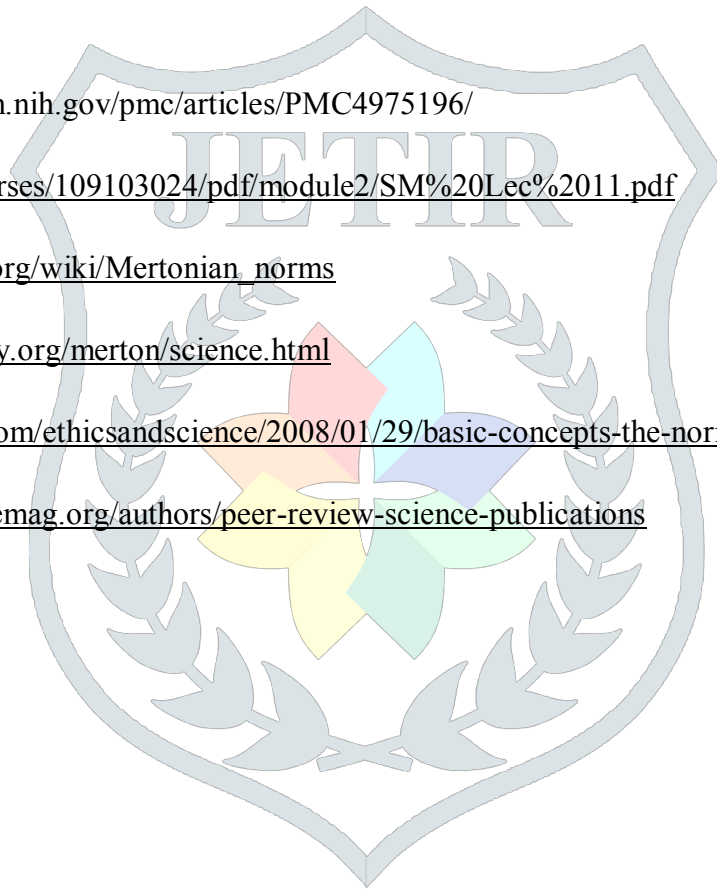 n.nih.gov/pmc/articles/PMC4975196/
JETIR
rses/109103024/pdf/module2/SM%20Lec%2011.pdf
org/wiki/Mertonian_norms
y.org/merton/science.html
om/ethicsandscience/2008/01/29/basic-concepts-the-nor
emag.org/authors/peer-review-science-publications